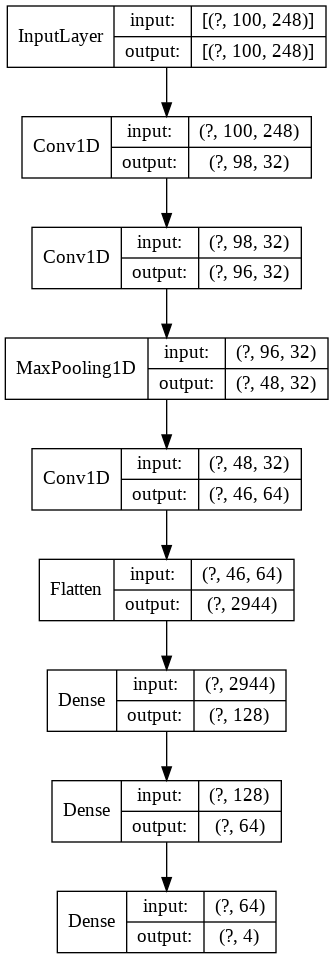 InputLayer
input: [(?, 100, 248)]
output: [(?, 100, 248)]
Conv1D
input: (?, 100, 248)
output: (?, 98, 32)
Conv1D
input: (?, 98, 32)
output: (?, 96, 32)
MaxPooling1D
input: (?, 96, 32)
output: (?, 48, 32)
Conv1D
input: (?, 48, 32)
output: (?, 46, 64)
Flatten
input: (?, 46, 64)
output: (?, 2944)
Dense
input: (?, 2944)
output: (?, 128)
Dense
input: (?, 128)
output: (?, 64)
Dense
input: (?, 64)
output: (?, 4)